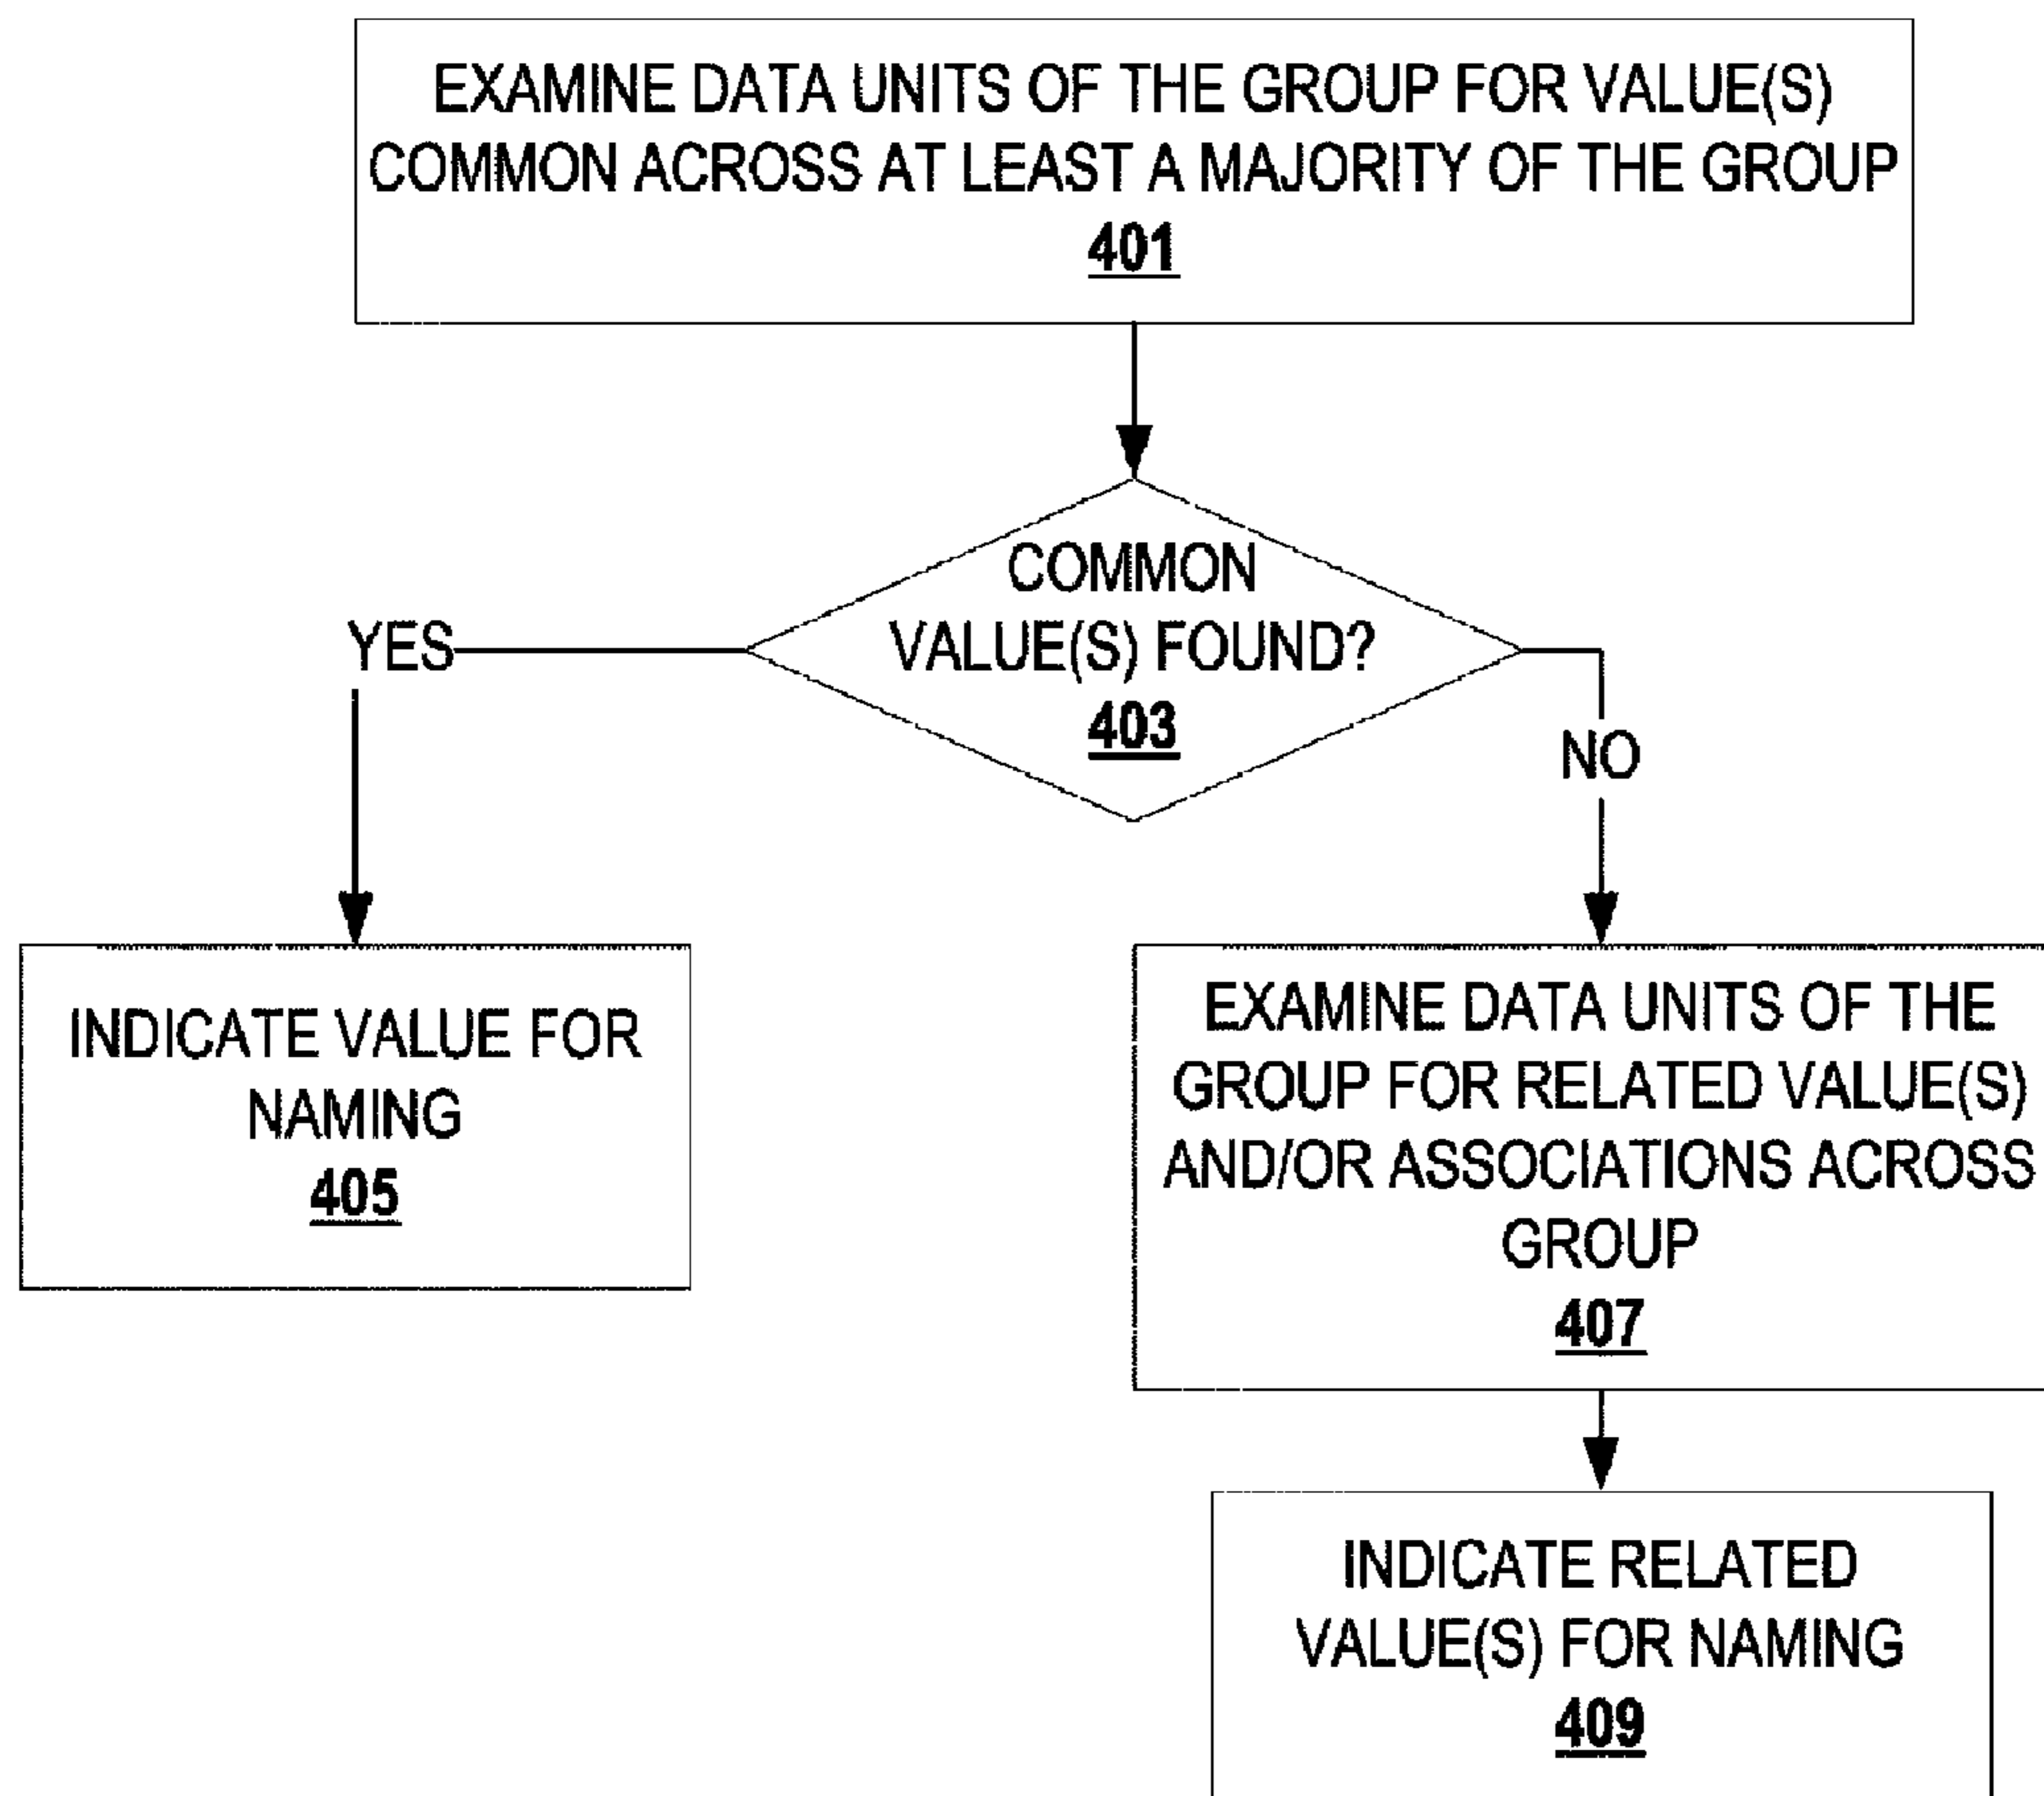 EXAMINE DATA UNITS OF THE GROUP FOR VALUE(S)
COMMON ACROSS AT LEAST A MAJORITY OF THE GROUP
401
COMMON
VALUE(S) FOUND?
403
YES
NO
INDICATE VALUE FOR
NAMING
405
EXAMINE DATA UNITS OF THE
GROUP FOR RELATED VALUE(S)
AND/OR ASSOCIATIONS ACROSS
GROUP
407
INDICATE RELATED
VALUE(S) FOR NAMING
409